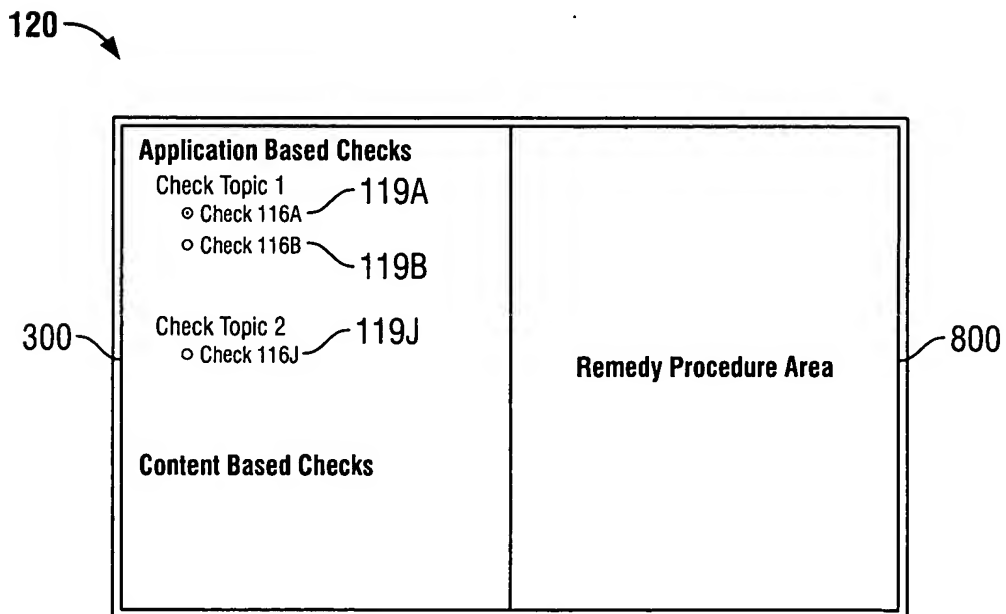 120
Application Based Checks
Check Topic 1
Check 116A
119A
Check 116B
119B
Check Topic 2
119J
300
Check 116J
800
Remedy Procedure Area
Content Based Checks